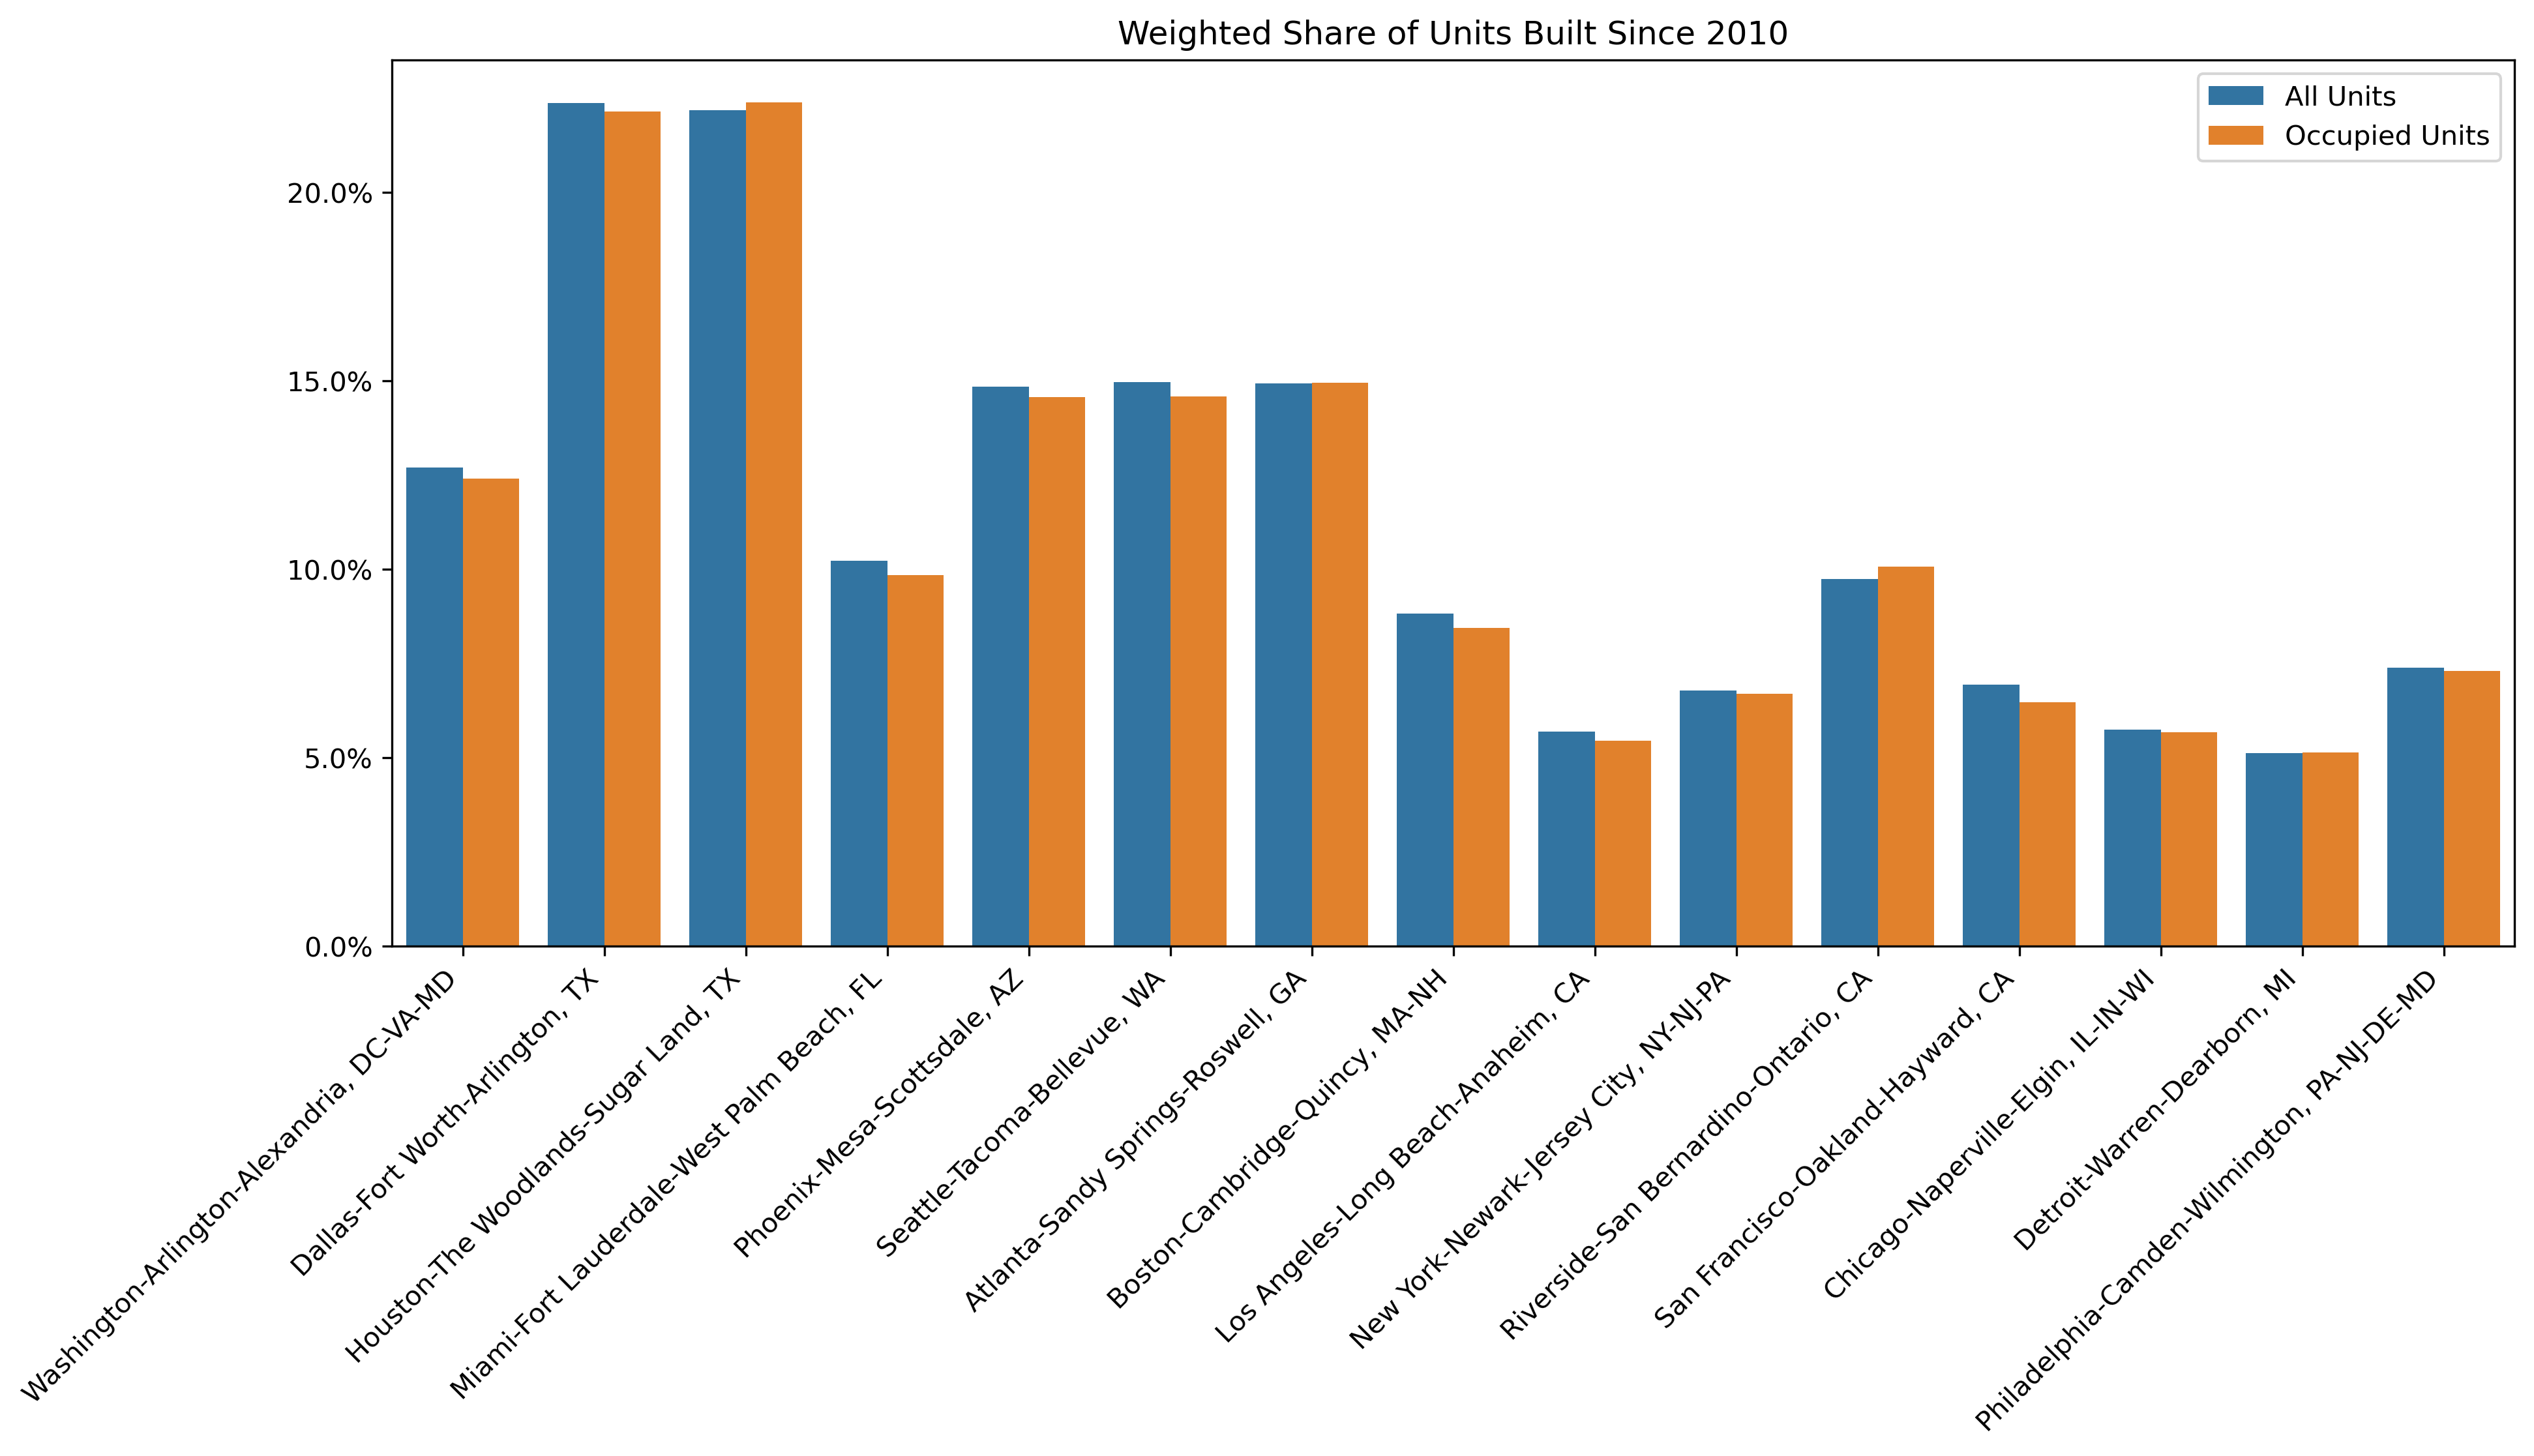 Weighted Share of Units Built Since 2010
All Units
Occupied Units
20.0%
15.0%
10.0%
5.0%
0.0%
Washington-Arlington-Alexandria, DC-VA-MD
Dallas-Fort Worth-Arlington, TX
Houston-The Woodlands-Sugar Land, TX
Miami-Fort Lauderdale-West Palm Beach, FL
Phoenix-Mesa-Scottsdale, AZ
Seattle-Tacoma-Bellevue, WA
Atlanta-Sandy Springs-Roswell, GA
Boston-Cambridge-Quincy, MA-NH
Los Angeles-Long Beach-Anaheim, CA
New York-Newark-Jersey City, NY-NJ-PA
Riverside-San Bernardino-Ontario, CA
San Francisco-Oakland-Hayward, CA
Chicago-Naperville-Elgin, IL-IN-WI
Detroit-Warren-Dearborn, MI
Philadelphia-Camden-Wilmington, PA-NJ-DE-MD